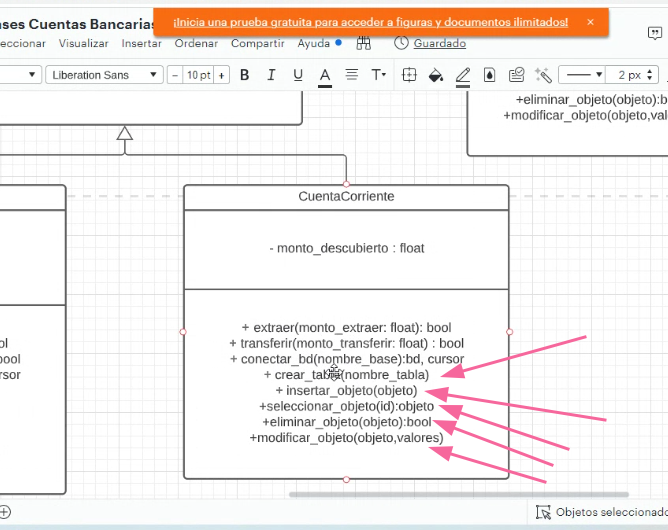 ¡Inicia una prueba gratuita para acceder a figuras y documentos ilimitados! ×
ses Cuentas Bancarias
eccionar Visualizar Insertar Ordenar Compartir Ayuda Guardado
Liberation Sans − 10 pt + B I U A T 2 px
+eliminar_objeto(objeto):b
+modificar_objeto(objeto,val
CuentaCorriente
- monto_descubierto : float
+ extraer(monto_extraer: float): bool
+ transferir(monto_transferir: float) : bool
+ conectar_bd(nombre_base):bd, cursor
+ crear_tabla(nombre_tabla)
+ insertar_objeto(objeto)
+seleccionar_objeto(id):objeto
+eliminar_objeto(objeto):bool
+modificar_objeto(objeto,valores)
ol
bool
rsor
Objetos seleccionado